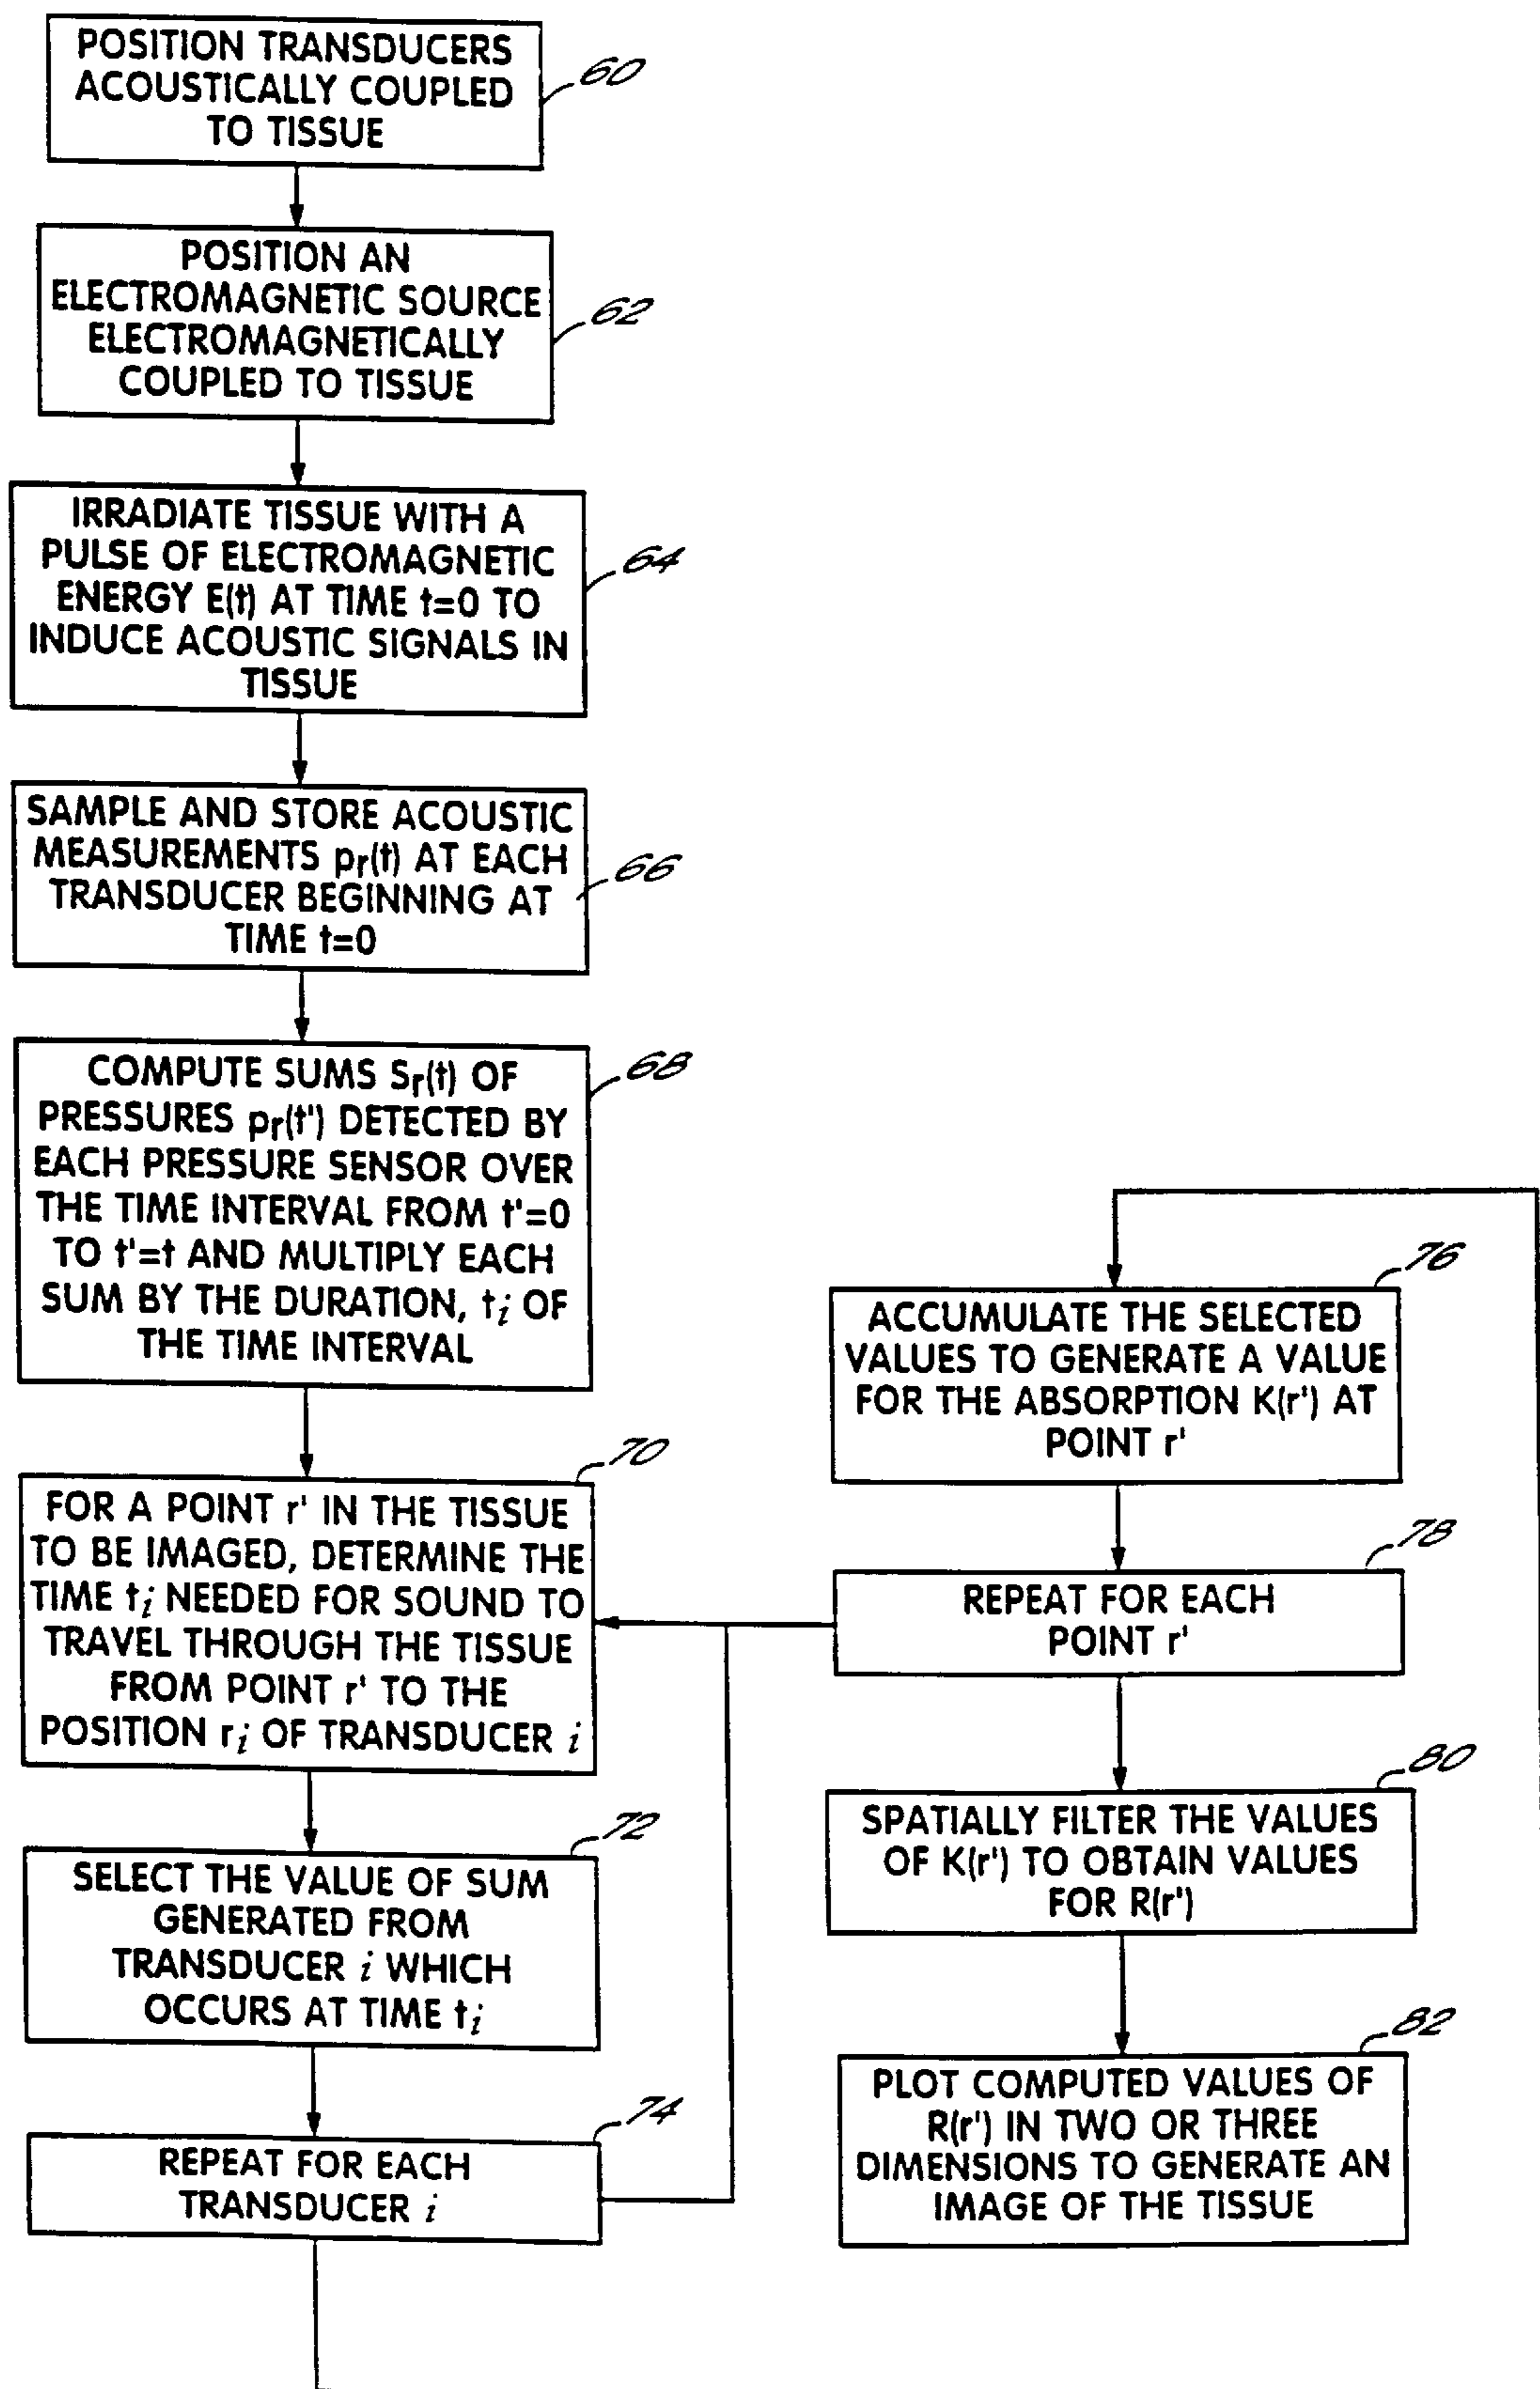 POSITION TRANSDUCERS
ACOUSTICALLY COUPLED
TO TISSUE
60
POSITION AN
ELECTROMAGNETIC SOURCE
ELECTROMAGNETICALLY
COUPLED TO TISSUE
62
IRRADIATE TISSUE WITH A
PULSE OF ELECTROMAGNETIC
ENERGY E(t) AT TIME t=0 TO
INDUCE ACOUSTIC SIGNALS IN
TISSUE
64
SAMPLE AND STORE ACOUSTIC
MEASUREMENTS pr(t) AT EACH
TRANSDUCER BEGINNING AT
TIME t=0
66
COMPUTE SUMS Sr(t) OF
PRESSURES pr(t') DETECTED BY
EACH PRESSURE SENSOR OVER
THE TIME INTERVAL FROM t'=0
TO t'=t AND MULTIPLY EACH
SUM BY THE DURATION, ti OF
THE TIME INTERVAL
68
FOR A POINT r' IN THE TISSUE
TO BE IMAGED, DETERMINE THE
TIME ti NEEDED FOR SOUND TO
TRAVEL THROUGH THE TISSUE
FROM POINT r' TO THE
POSITION ri OF TRANSDUCER i
70
SELECT THE VALUE OF SUM
GENERATED FROM
TRANSDUCER i WHICH
OCCURS AT TIME ti
72
REPEAT FOR EACH
TRANSDUCER i
74
ACCUMULATE THE SELECTED
VALUES TO GENERATE A VALUE
FOR THE ABSORPTION K(r') AT
POINT r'
76
REPEAT FOR EACH
POINT r'
78
SPATIALLY FILTER THE VALUES
OF K(r') TO OBTAIN VALUES
FOR R(r')
80
PLOT COMPUTED VALUES OF
R(r') IN TWO OR THREE
DIMENSIONS TO GENERATE AN
IMAGE OF THE TISSUE
82